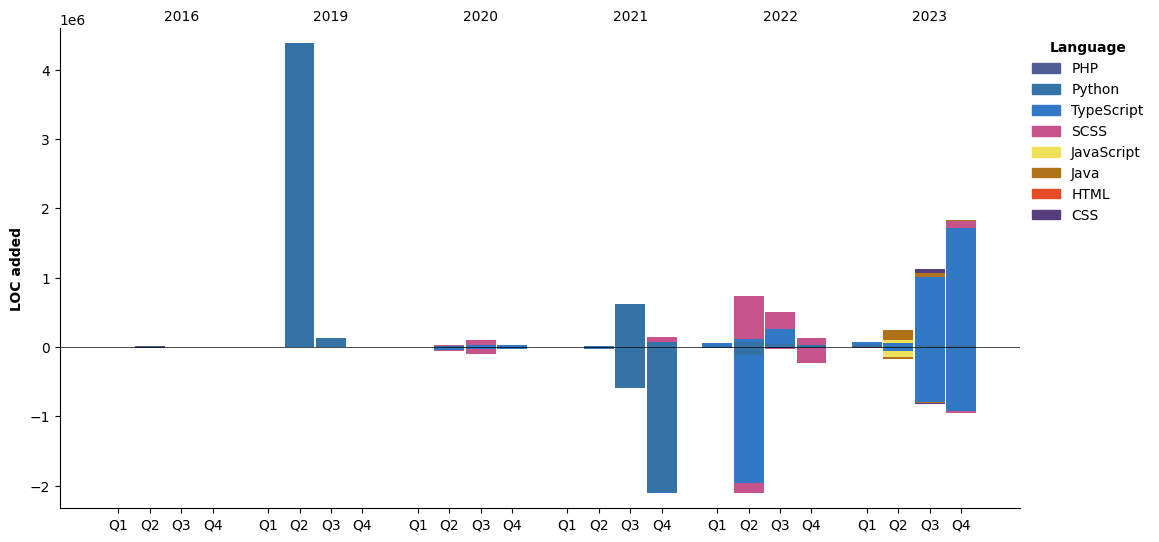 1e6
2016 2019 2020 2021 2022 2023
4
3
2
1
0
−1
−2
LOC added
Q1 Q2 Q3 Q4 Q1 Q2 Q3 Q4 Q1 Q2 Q3 Q4 Q1 Q2 Q3 Q4 Q1 Q2 Q3 Q4 Q1 Q2 Q3 Q4
Language
PHP
Python
TypeScript
SCSS
JavaScript
Java
HTML
CSS